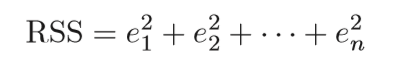 RSS = e₁² + e₂² + · · · + eₙ²